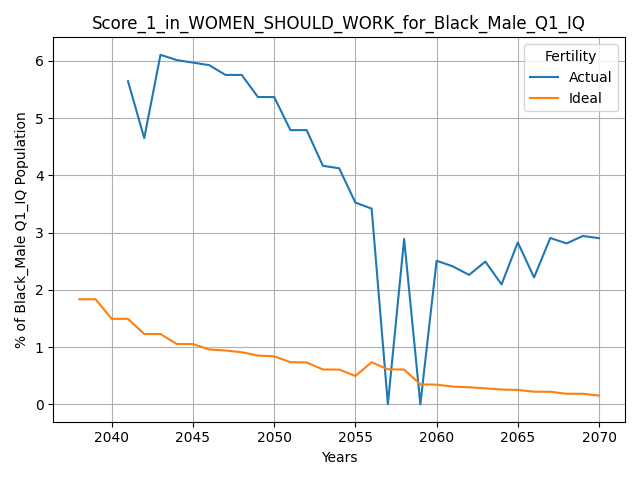 Score_1_in_WOMEN_SHOULD_WORK_for_Black_Male_Q1_IQ
Fertility
Actual
Ideal
% of Black_Male Q1_IQ Population
6
5
4
3
2
1
0
2040 2045 2050 2055 2060 2065 2070
Years